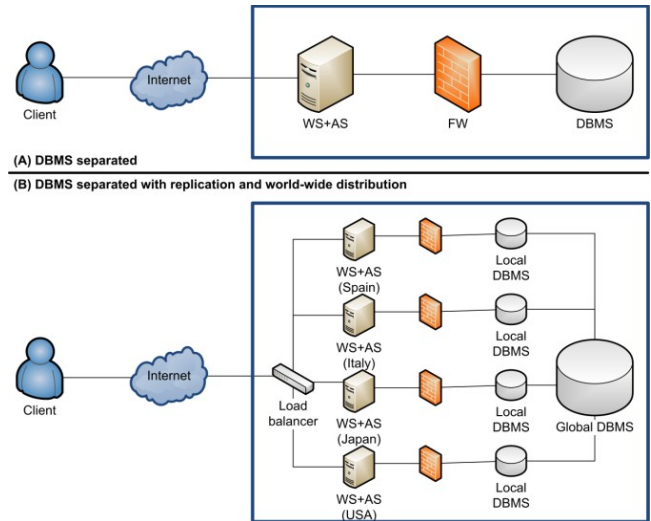 Client
Internet
WS+AS
FW
DBMS
(A) DBMS separated
(B) DBMS separated with replication and world-wide distribution
WS+AS
(Spain)
Local
DBMS
WS+AS
(Italy)
Local
DBMS
Client
Internet
Load
balancer
WS+AS
(Japan)
Local
DBMS
Global DBMS
WS+AS
(USA)
Local
DBMS